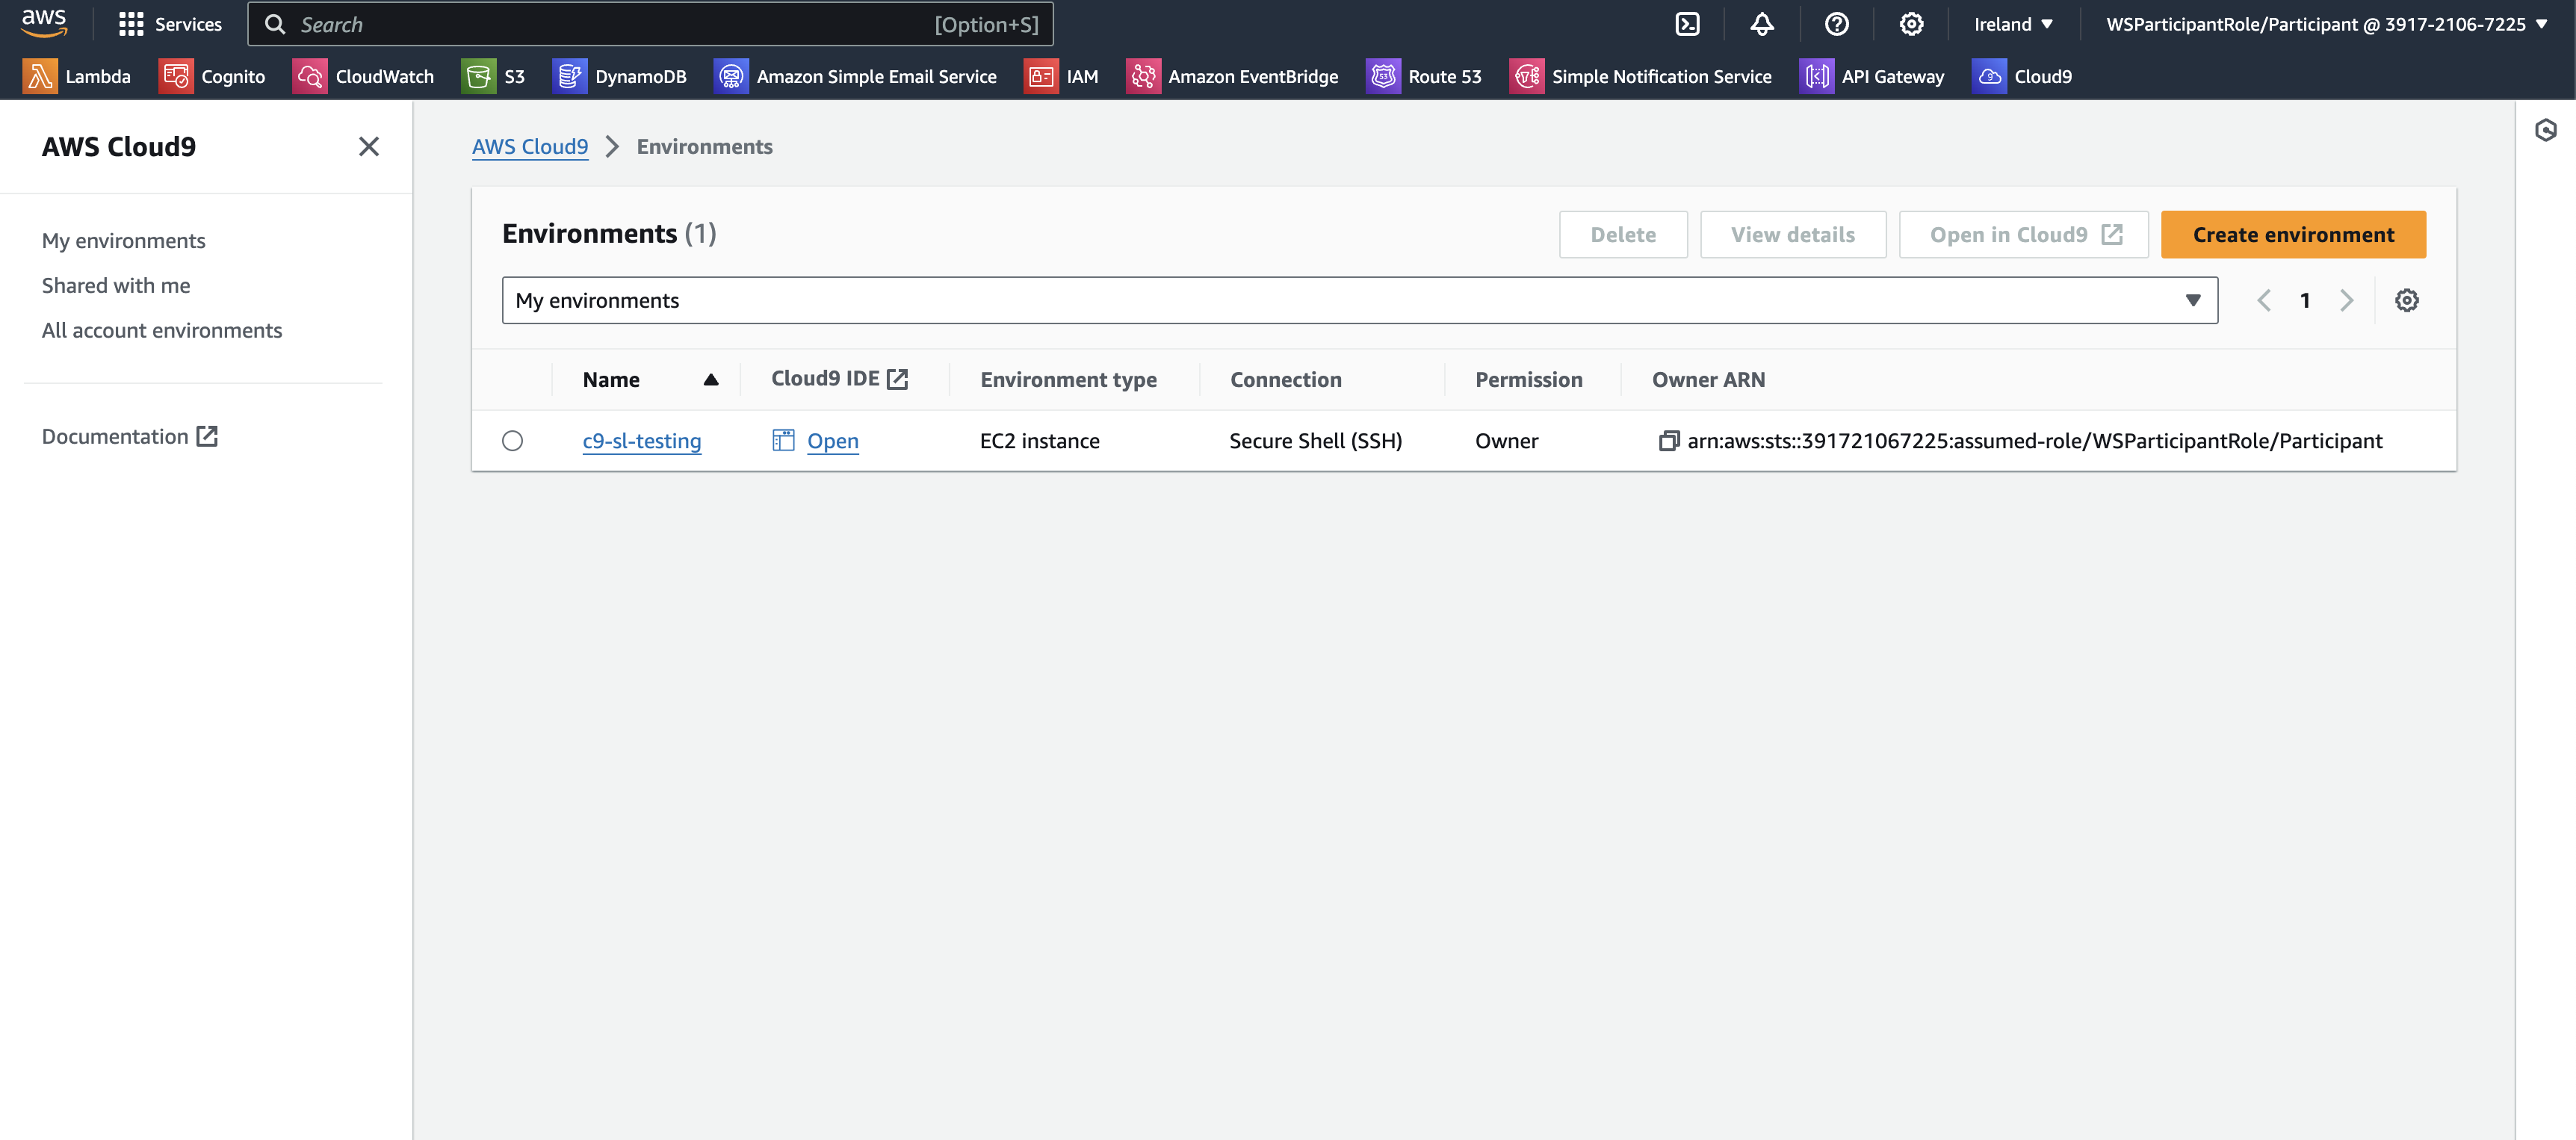 aws Services Search [Option+S] Ireland WSParticipantRole/Participant @ 3917-2106-7225
Lambda Cognito CloudWatch S3 DynamoDB Amazon Simple Email Service IAM Amazon EventBridge Route 53 Simple Notification Service API Gateway Cloud9
AWS Cloud9
My environments
Shared with me
All account environments
Documentation
AWS Cloud9 Environments
Environments (1) Delete View details Open in Cloud9 Create environment
My environments 1
Name Cloud9 IDE Environment type Connection Permission Owner ARN
c9-sl-testing Open EC2 instance Secure Shell (SSH) Owner arn:aws:sts::391721067225:assumed-role/WSParticipantRole/Participant